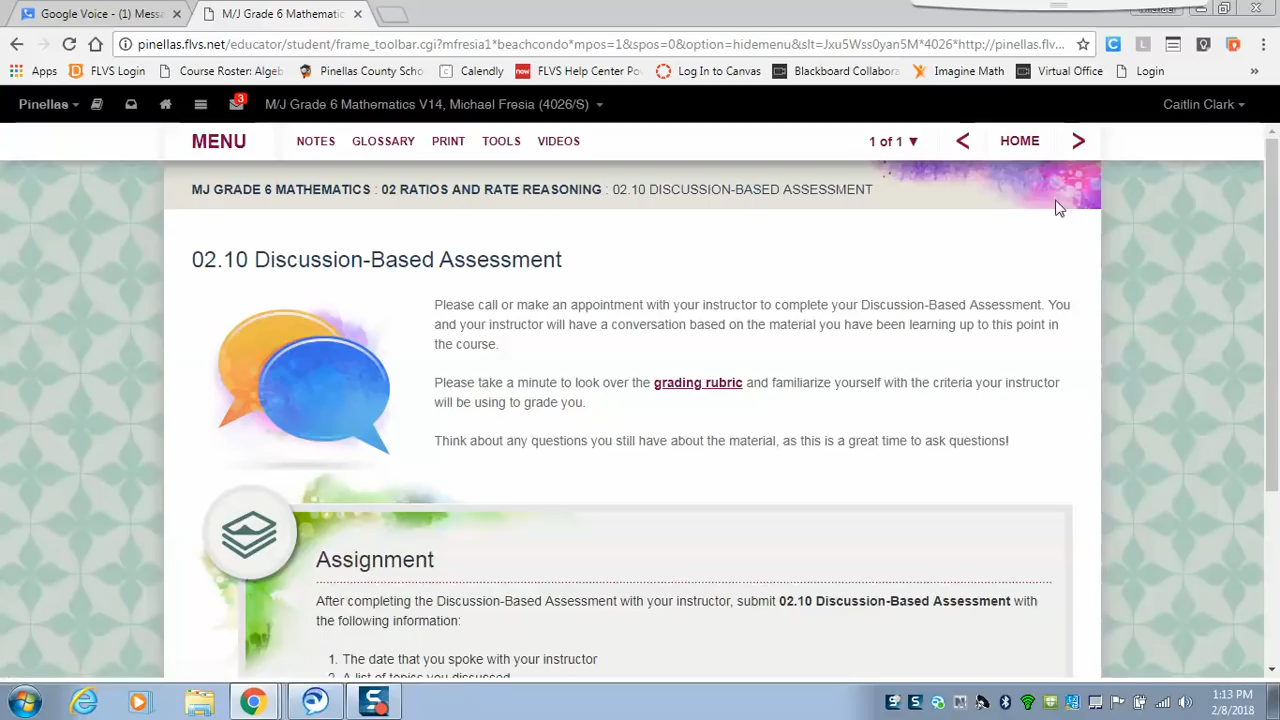 Google Voice - (1) Messa
M/J Grade 6 Mathematic
Michael
pinellas.flvs.net/educator/student/frame_toolbar.cgi?mfresia1*beachcondo*mpos=1&spos=0&option=hidemenu&slt=Jxu5Wss0yan5M*4026*http://pinellas.flv...
Apps FLVS Login Course Roster: Algeb Pinellas County Scho Calendly new FLVS Help Center Po Log In to Canvas Blackboard Collabora Imagine Math Virtual Office Login »
Pinellas 3 M/J Grade 6 Mathematics V14, Michael Fresia (4026/S) Caitlin Clark
MENU NOTES GLOSSARY PRINT TOOLS VIDEOS 1 of 1 ▼ < HOME >
MJ GRADE 6 MATHEMATICS : 02 RATIOS AND RATE REASONING : 02.10 DISCUSSION-BASED ASSESSMENT
02.10 Discussion-Based Assessment
Please call or make an appointment with your instructor to complete your Discussion-Based Assessment. You
and your instructor will have a conversation based on the material you have been learning up to this point in
the course.
Please take a minute to look over the grading rubric and familiarize yourself with the criteria your instructor
will be using to grade you.
Think about any questions you still have about the material, as this is a great time to ask questions!
Assignment
After completing the Discussion-Based Assessment with your instructor, submit 02.10 Discussion-Based Assessment with
the following information:
1. The date that you spoke with your instructor
2. A list of topics you discussed
1:13 PM
2/8/2018